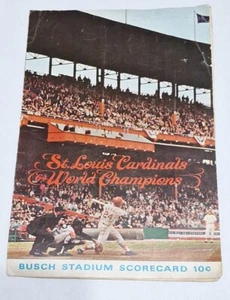 St. Louis Cardinals
World Champions
BUSCH STADIUM SCORECARD 10¢